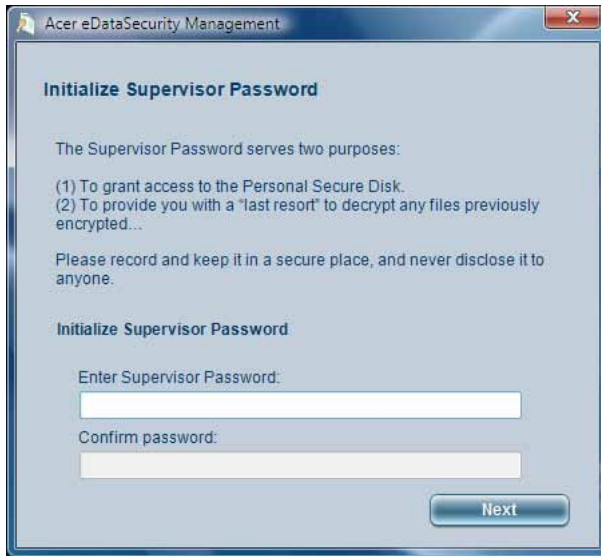 Acer eDataSecurity Management
Initialize Supervisor Password
The Supervisor Password serves two purposes:
(1) To grant access to the Personal Secure Disk.
(2) To provide you with a “last resort” to decrypt any files previously
encrypted...
Please record and keep it in a secure place, and never disclose it to
anyone.
Initialize Supervisor Password
Enter Supervisor Password:
Confirm password:
Next